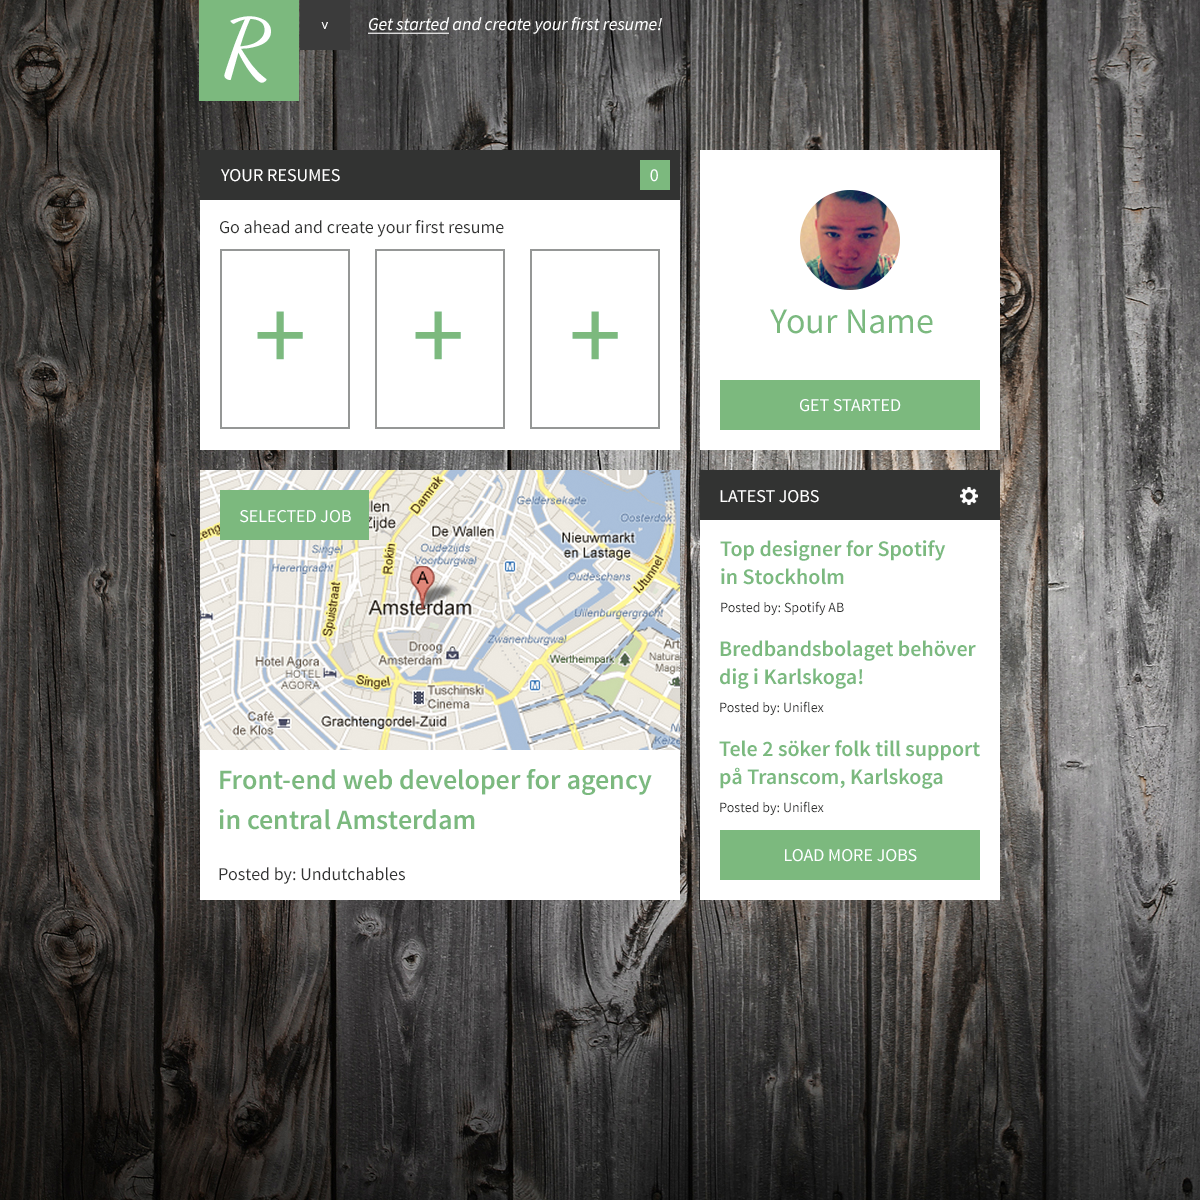 R
v
Get started and create your first resume!
YOUR RESUMES
0
Go ahead and create your first resume
+
+
+
Your Name
GET STARTED
SELECTED JOB
Damrak
Geldersekade
Oosterdok
De Wallen
Nieuwmarkt
en Lastage
Singel
Herengracht
Rokin
Oudezijds
Voorburgwal
M
Oudeschans
IJtunnel
A
Amsterdam
Spuistraat
Uilenburgergracht
Zwanenburgwal
Droog
Amsterdam
Wertheimpark
Hotel Agora
HOTEL
AGORA
Singel
Tuschinski
Cinema
M
Café
de Klos
Grachtengordel-Zuid
Front-end web developer for agency
in central Amsterdam
Posted by: Undutchables
LATEST JOBS
Top designer for Spotify
in Stockholm
Posted by: Spotify AB
Bredbandsbolaget behöver
dig i Karlskoga!
Posted by: Uniflex
Tele 2 söker folk till support
på Transcom, Karlskoga
Posted by: Uniflex
LOAD MORE JOBS